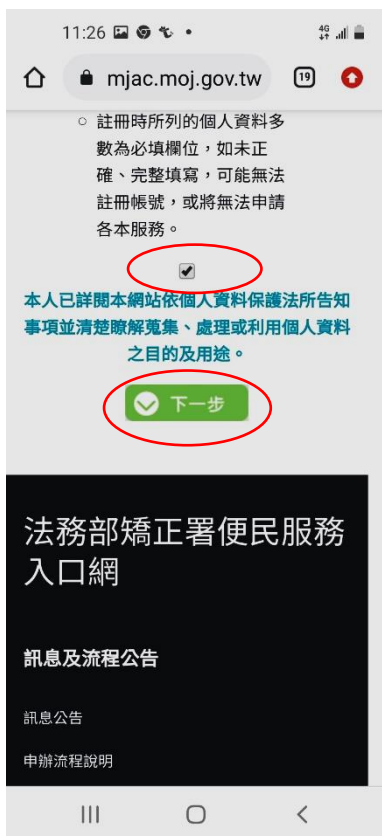 11:26
4G
mjac.moj.gov.tw
19
註冊時所列的個人資料多
數為必填欄位，如未正
確、完整填寫，可能無法
註冊帳號，或將無法申請
各本服務。
本人已詳閱本網站依個人資料保護法所告知
事項並清楚瞭解蒐集、處理或利用個人資料
之目的及用途。
下一步
法務部矯正署便民服務
入口網
訊息及流程公告
訊息公告
申辦流程說明